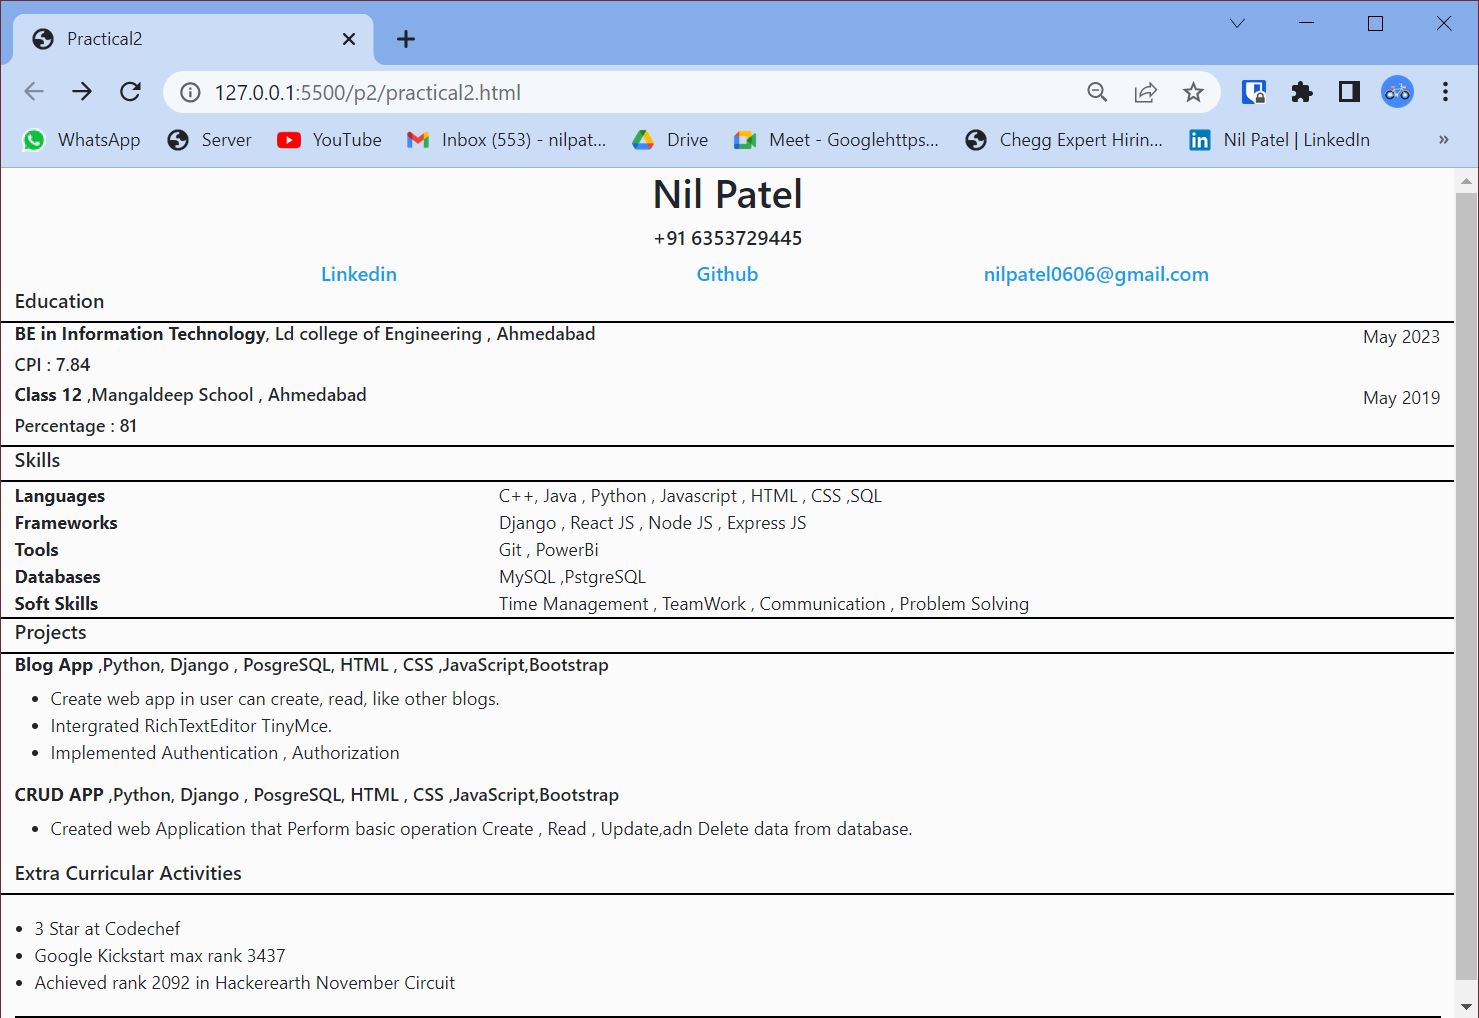 Practical2
127.0.0.1:5500/p2/practical2.html
WhatsApp Server YouTube Inbox (553) - nilpat... Drive Meet - Googlehttps... Chegg Expert Hirin... Nil Patel | LinkedIn »
Nil Patel
+91 6353729445
Linkedin Github nilpatel0606@gmail.com
Education
BE in Information Technology, Ld college of Engineering , Ahmedabad May 2023
CPI : 7.84
Class 12 ,Mangaldeep School , Ahmedabad May 2019
Percentage : 81
Skills
Languages C++, Java , Python , Javascript , HTML , CSS ,SQL
Frameworks Django , React JS , Node JS , Express JS
Tools Git , PowerBi
Databases MySQL ,PstgreSQL
Soft Skills Time Management , TeamWork , Communication , Problem Solving
Projects
Blog App ,Python, Django , PosgreSQL, HTML , CSS ,JavaScript,Bootstrap
• Create web app in user can create, read, like other blogs.
• Intergrated RichTextEditor TinyMce.
• Implemented Authentication , Authorization
CRUD APP ,Python, Django , PosgreSQL, HTML , CSS ,JavaScript,Bootstrap
• Created web Application that Perform basic operation Create , Read , Update,adn Delete data from database.
Extra Curricular Activities
• 3 Star at Codechef
• Google Kickstart max rank 3437
• Achieved rank 2092 in Hackerearth November Circuit